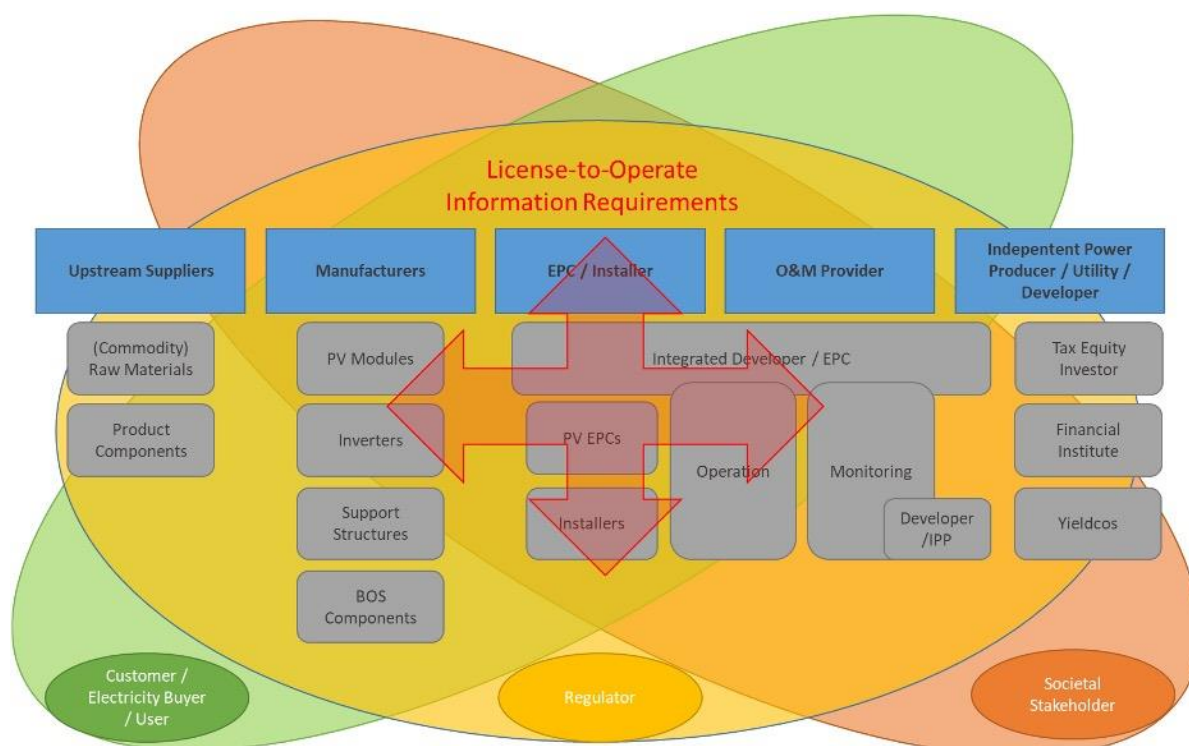 License-to-Operate
Information Requirements
Upstream Suppliers
Manufacturers
EPC / Installer
O&M Provider
Indepentent Power
Producer / Utility /
Developer
(Commodity)
Raw Materials
PV Modules
Integrated Developer / EPC
Tax Equity
Investor
Product
Components
Inverters
PV EPCs
Operation
Monitoring
Financial
Institute
Support
Structures
Installers
Developer
/IPP
Yieldcos
BOS
Components
Customer /
Electricity Buyer
/ User
Regulator
Societal
Stakeholder